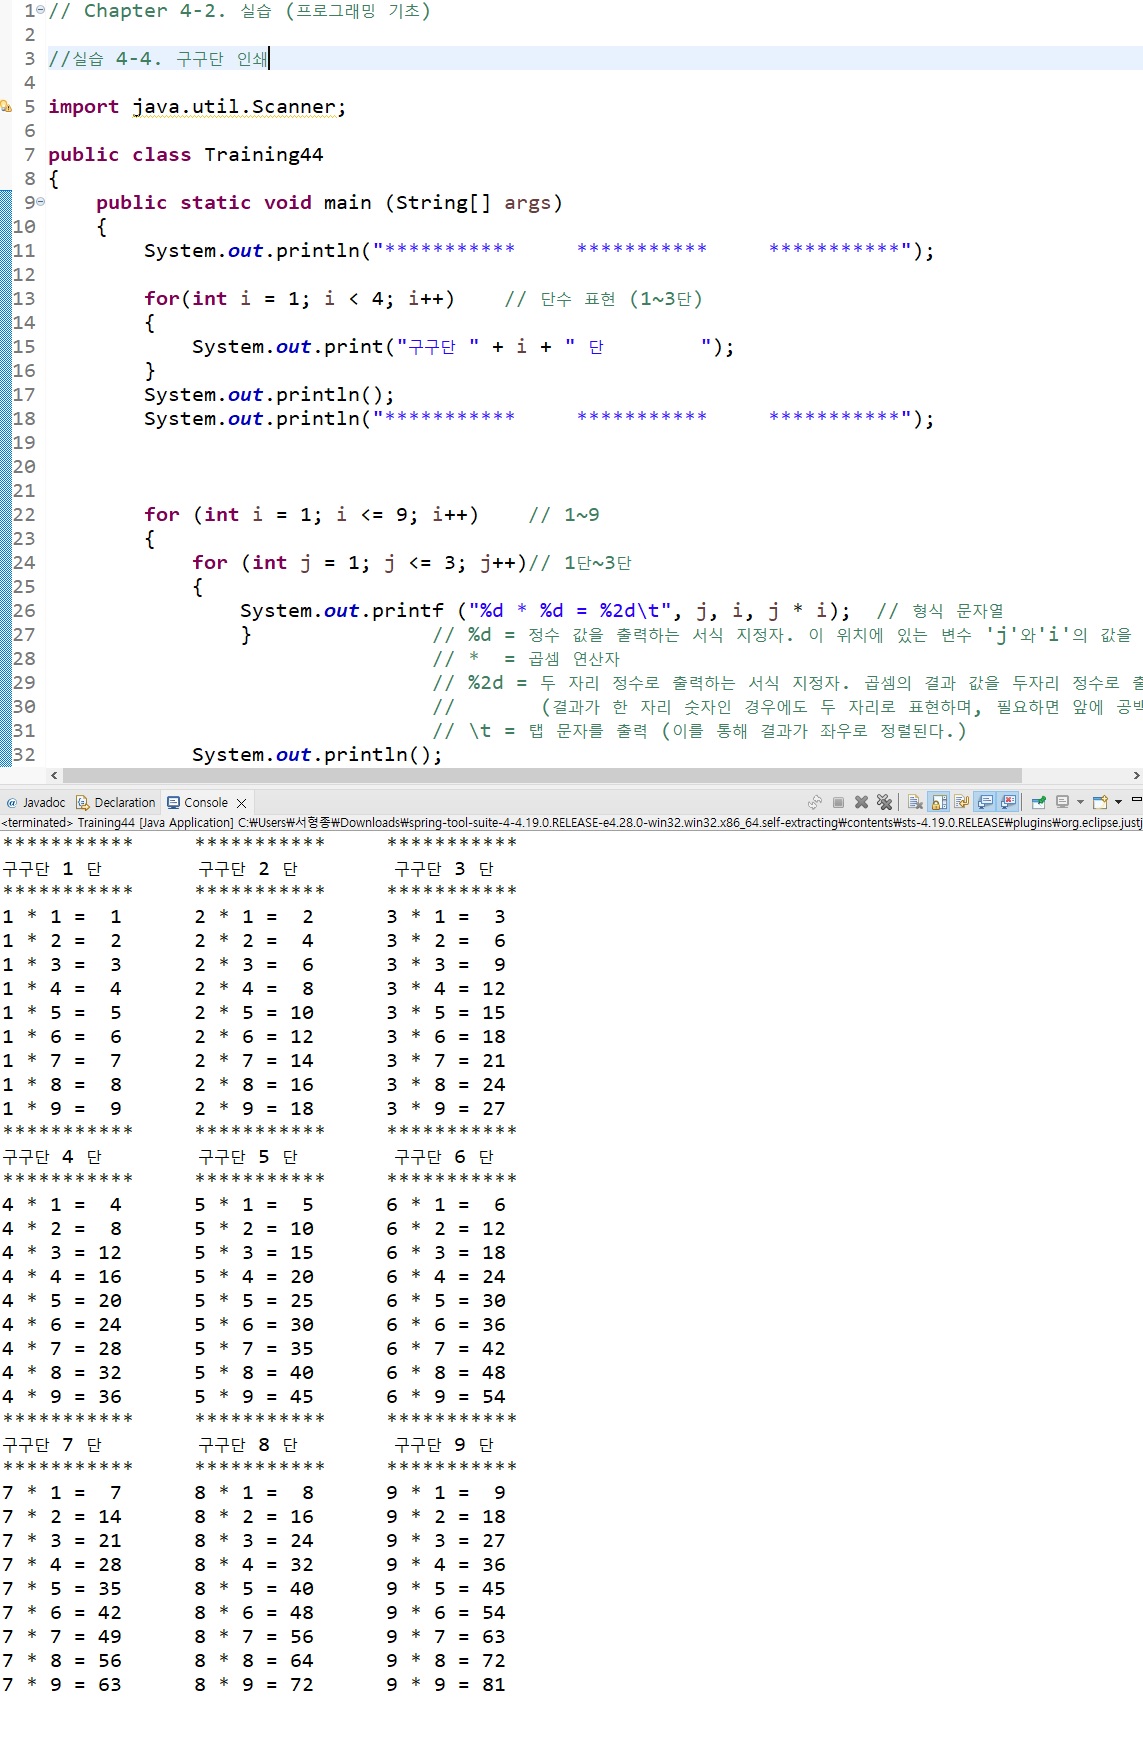 1 // Chapter 4-2. 실습 (프로그래밍 기초)
2
3 //실습 4-4. 구구단 인쇄
4
5 import java.util.Scanner;
6
7 public class Training44
8 {
9     public static void main (String[] args)
10     {
11         System.out.println("***********     ***********     ***********");
12
13         for(int i = 1; i < 4; i++)    // 단수 표현 (1~3단)
14         {
15             System.out.print("구구단 " + i + " 단        ");
16         }
17         System.out.println();
18         System.out.println("***********     ***********     ***********");
19
20
21
22         for (int i = 1; i <= 9; i++)    // 1~9
23         {
24             for (int j = 1; j <= 3; j++)// 1단~3단
25             {
26                 System.out.printf ("%d * %d = %2d\t", j, i, j * i);  // 형식 문자열
27                 }               // %d = 정수 값을 출력하는 서식 지정자. 이 위치에 있는 변수 'j'와'i'의 값을
28                                 // *  = 곱셈 연산자
29                                 // %2d = 두 자리 정수로 출력하는 서식 지정자. 곱셈의 결과 값을 두자리 정수로
30                                 //       (결과가 한 자리 숫자인 경우에도 두 자리로 표현하며, 필요하면 앞에
31                                 // \t = 탭 문자를 출력 (이를 통해 결과가 좌우로 정렬된다.)
32             System.out.println();
@ Javadoc Declaration Console
<terminated> Training44 [Java Application] C:₩Users₩서형종₩Downloads₩spring-tool-suite-4-4.19.0.RELEASE-e4.28.0-win32.win32.x86_64.self-extracting₩contents₩sts-4.19.0.RELEASE₩plugins₩org.eclipse.justj
***********     ***********     ***********
구구단 1 단        구구단 2 단        구구단 3 단
***********     ***********     ***********
1 * 1 =  1      2 * 1 =  2      3 * 1 =  3
1 * 2 =  2      2 * 2 =  4      3 * 2 =  6
1 * 3 =  3      2 * 3 =  6      3 * 3 =  9
1 * 4 =  4      2 * 4 =  8      3 * 4 = 12
1 * 5 =  5      2 * 5 = 10      3 * 5 = 15
1 * 6 =  6      2 * 6 = 12      3 * 6 = 18
1 * 7 =  7      2 * 7 = 14      3 * 7 = 21
1 * 8 =  8      2 * 8 = 16      3 * 8 = 24
1 * 9 =  9      2 * 9 = 18      3 * 9 = 27
***********     ***********     ***********
구구단 4 단        구구단 5 단        구구단 6 단
***********     ***********     ***********
4 * 1 =  4      5 * 1 =  5      6 * 1 =  6
4 * 2 =  8      5 * 2 = 10      6 * 2 = 12
4 * 3 = 12      5 * 3 = 15      6 * 3 = 18
4 * 4 = 16      5 * 4 = 20      6 * 4 = 24
4 * 5 = 20      5 * 5 = 25      6 * 5 = 30
4 * 6 = 24      5 * 6 = 30      6 * 6 = 36
4 * 7 = 28      5 * 7 = 35      6 * 7 = 42
4 * 8 = 32      5 * 8 = 40      6 * 8 = 48
4 * 9 = 36      5 * 9 = 45      6 * 9 = 54
***********     ***********     ***********
구구단 7 단        구구단 8 단        구구단 9 단
***********     ***********     ***********
7 * 1 =  7      8 * 1 =  8      9 * 1 =  9
7 * 2 = 14      8 * 2 = 16      9 * 2 = 18
7 * 3 = 21      8 * 3 = 24      9 * 3 = 27
7 * 4 = 28      8 * 4 = 32      9 * 4 = 36
7 * 5 = 35      8 * 5 = 40      9 * 5 = 45
7 * 6 = 42      8 * 6 = 48      9 * 6 = 54
7 * 7 = 49      8 * 7 = 56      9 * 7 = 63
7 * 8 = 56      8 * 8 = 64      9 * 8 = 72
7 * 9 = 63      8 * 9 = 72      9 * 9 = 81